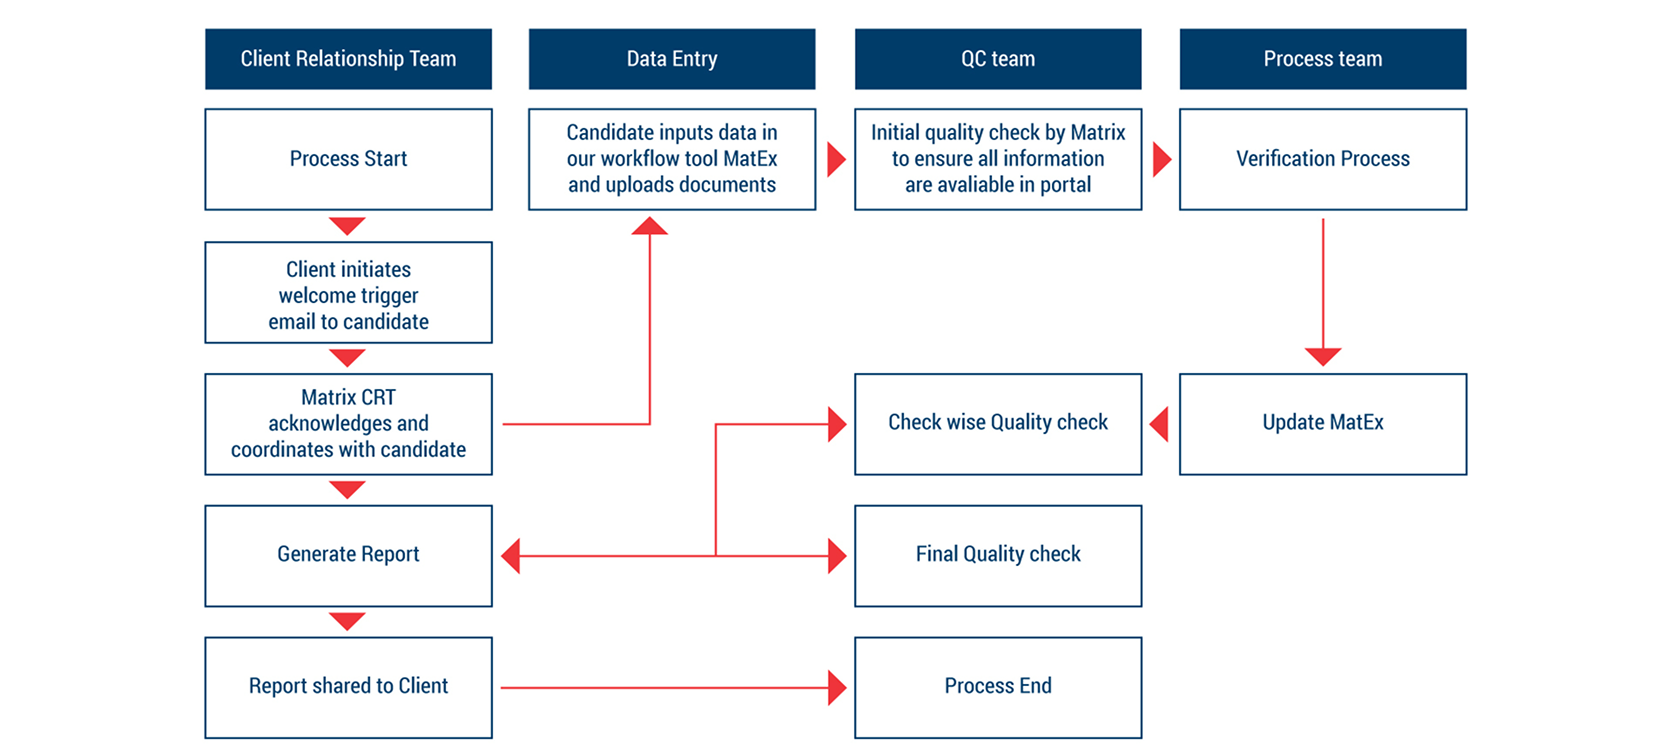 Client Relationship Team
Data Entry
QC team
Process team
Process Start
Candidate inputs data in
our workflow tool MatEx
and uploads documents
Initial quality check by Matrix
to ensure all information
are avaliable in portal
Verification Process
Client initiates
welcome trigger
email to candidate
Matrix CRT
acknowledges and
coordinates with candidate
Check wise Quality check
Update MatEx
Generate Report
Final Quality check
Report shared to Client
Process End